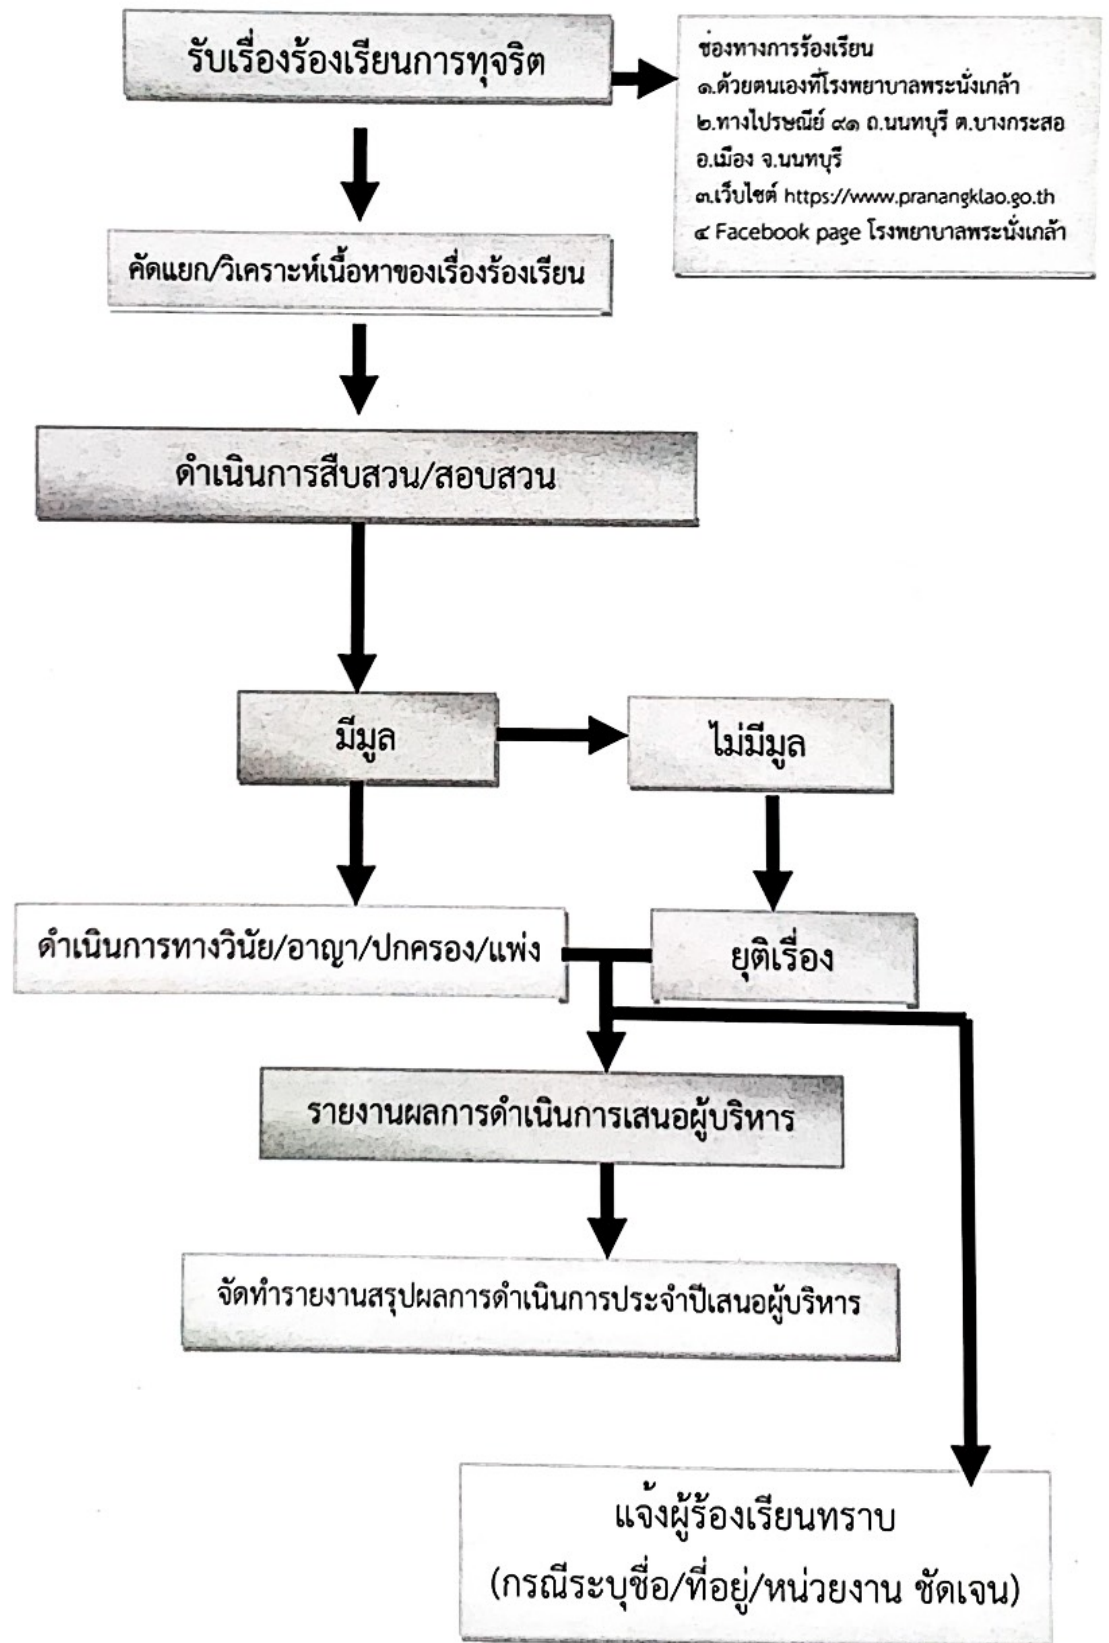 รับเรื่องร้องเรียนการทุจริต
ช่องทางการร้องเรียน
๑.ด้วยตนเองที่โรงพยาบาลพระนั่งเกล้า
๒.ทางไปรษณีย์ ๙๑ ถ.นนทบุรี ต.บางกระสอ
อ.เมือง จ.นนทบุรี
๓.เว็บไซต์ https://www.pranangklao.go.th
๔ Facebook page โรงพยาบาลพระนั่งเกล้า
คัดแยก/วิเคราะห์เนื้อหาของเรื่องร้องเรียน
ดำเนินการสืบสวน/สอบสวน
มีมูล
ไม่มีมูล
ดำเนินการทางวินัย/อาญา/ปกครอง/แพ่ง
ยุติเรื่อง
รายงานผลการดำเนินการเสนอผู้บริหาร
จัดทำรายงานสรุปผลการดำเนินการประจำปีเสนอผู้บริหาร
แจ้งผู้ร้องเรียนทราบ
(กรณีระบุชื่อ/ที่อยู่/หน่วยงาน ชัดเจน)